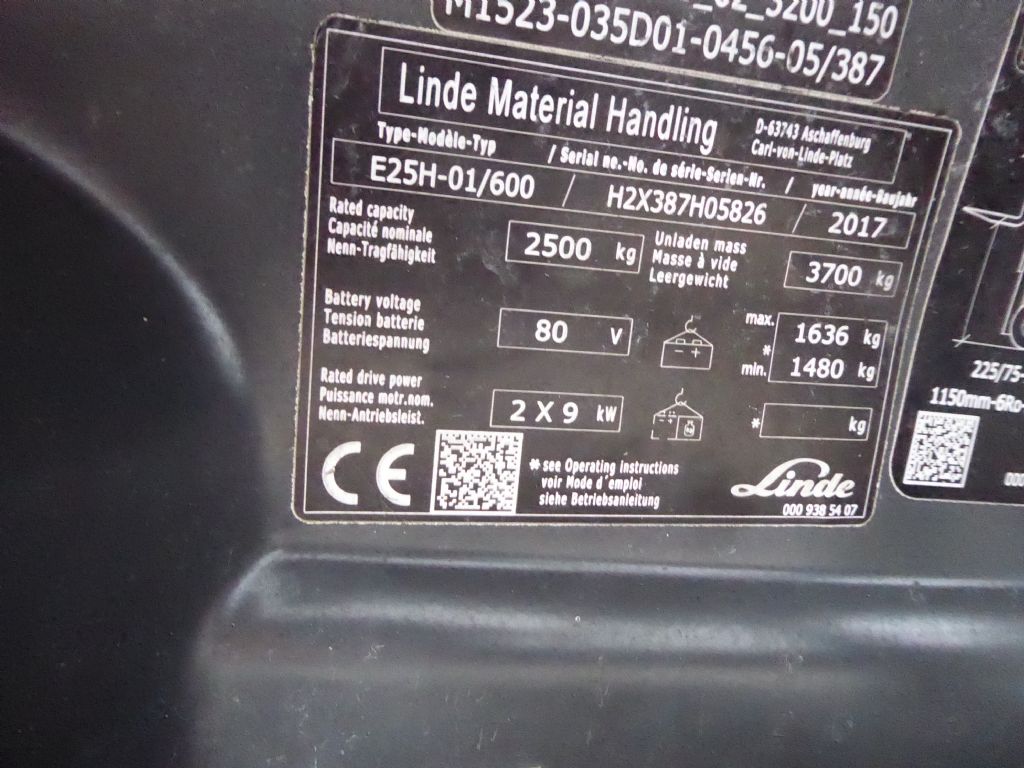 _150
M1523-035D01-0456-05/387
Linde Material Handling
D-63743 Aschaffenburg
Carl-von-Linde-Platz
Type-Modèle-Typ / Serial no.-No. de série-Serien-Nr. / year-année-Baujahr
E25H-01/600 / H2X387H05826 / 2017
Rated capacity
Capacité nominale
Nenn-Tragfähigkeit
2500 kg
Unladen mass
Masse à vide
Leergewicht
3700 kg
Battery voltage
Tension batterie
Batteriespannung
80 V
max. 1636 kg
*
min. 1480 kg
Rated drive power
Puissance motr.nom.
Nenn-Antriebsleist.
2 X 9 kW
* kg
CE
* see Operating instructions
voir Mode d'emploi
siehe Betriebsanleitung
Linde
000 938 54 07
225/75-
1150mm-6Ro